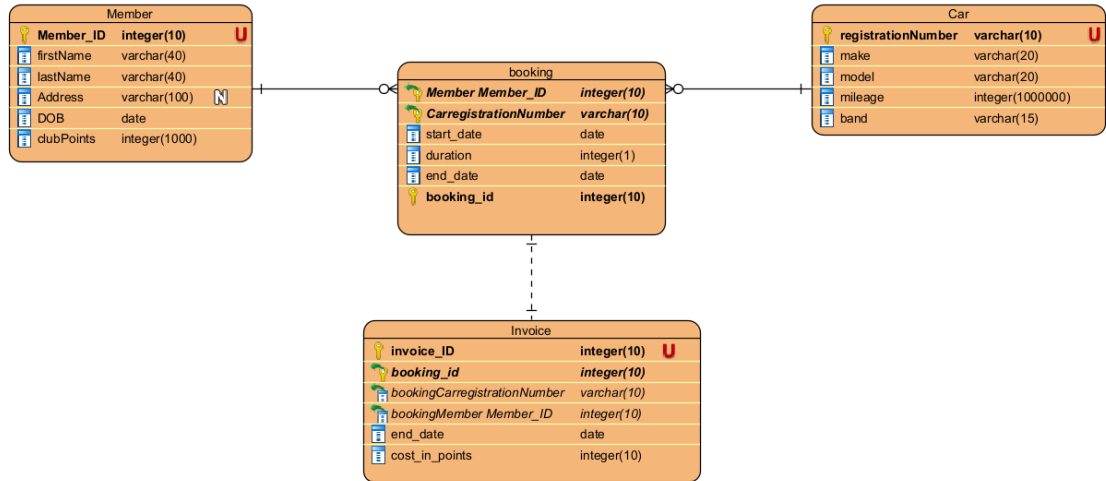 Member
Member_ID integer(10) U
firstName varchar(40)
lastName varchar(40)
Address varchar(100) N
DOB date
clubPoints integer(1000)
booking
Member Member_ID integer(10)
CarregistrationNumber varchar(10)
start_date date
duration integer(1)
end_date date
booking_id integer(10)
Car
registrationNumber varchar(10) U
make varchar(20)
model varchar(20)
mileage integer(1000000)
band varchar(15)
Invoice
invoice_ID integer(10) U
booking_id integer(10)
bookingCarregistrationNumber varchar(10)
bookingMember Member_ID integer(10)
end_date date
cost_in_points integer(10)